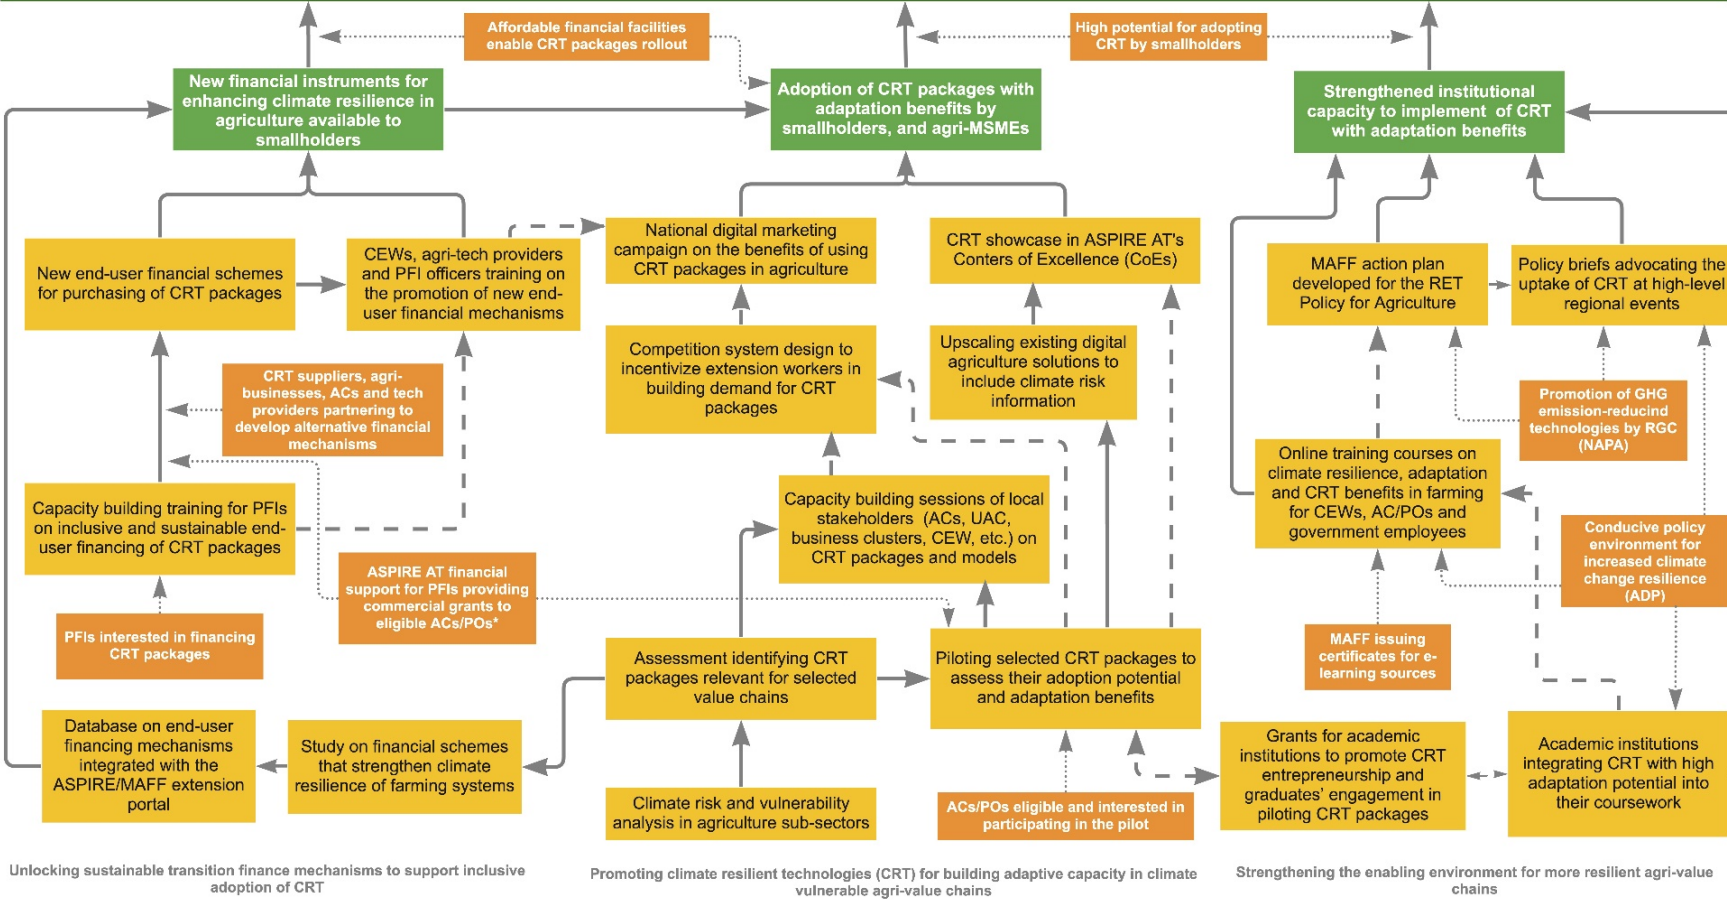 Affordable financial facilities
enable CRT packages rollout
High potential for adopting
CRT by smallholders
New financial instruments for
enhancing climate resilience in
agriculture available to
smallholders
Adoption of CRT packages with
adaptation benefits by
smallholders, and agri-MSMEs
Strengthened institutional
capacity to implement of CRT
with adaptation benefits
New end-user financial schemes
for purchasing of CRT packages
CEWs, agri-tech providers
and PFI officers training on
the promotion of new end-
user financial mechanisms
National digital marketing
campaign on the benefits of using
CRT packages in agriculture
CRT showcase in ASPIRE AT's
Conters of Excellence (CoEs)
MAFF action plan
developed for the RET
Policy for Agriculture
Policy briefs advocating the
uptake of CRT at high-level
regional events
Competition system design to
incentivize extension workers in
building demand for CRT
packages
Upscaling existing digital
agriculture solutions to
include climate risk
information
CRT suppliers, agri-
businesses, ACs and tech
providers partnering to
develop alternative financial
mechanisms
Promotion of GHG
emission-reducind
technologies by RGC
(NAPA)
Capacity building training for PFIs
on inclusive and sustainable end-
user financing of CRT packages
Capacity building sessions of local
stakeholders (ACs, UAC,
business clusters, CEW, etc.) on
CRT packages and models
Online training courses on
climate resilience, adaptation
and CRT benefits in farming
for CEWs, AC/POs and
government employees
Conducive policy
environment for
increased climate
change resilience
(ADP)
ASPIRE AT financial
support for PFIs providing
commercial grants to
eligible ACs/POs*
PFIs interested in financing
CRT packages
Assessment identifying CRT
packages relevant for selected
value chains
Piloting selected CRT packages to
assess their adoption potential
and adaptation benefits
MAFF issuing
certificates for e-
learning sources
Database on end-user
financing mechanisms
integrated with the
ASPIRE/MAFF extension
portal
Study on financial schemes
that strengthen climate
resilience of farming systems
Climate risk and vulnerability
analysis in agriculture sub-sectors
ACs/POs eligible and interested in
participating in the pilot
Grants for academic
institutions to promote CRT
entrepreneurship and
graduates' engagement in
piloting CRT packages
Academic institutions
integrating CRT with high
adaptation potential into
their coursework
Unlocking sustainable transition finance mechanisms to support inclusive
adoption of CRT
Promoting climate resilient technologies (CRT) for building adaptive capacity in climate
vulnerable agri-value chains
Strengthening the enabling environment for more resilient agri-value
chains